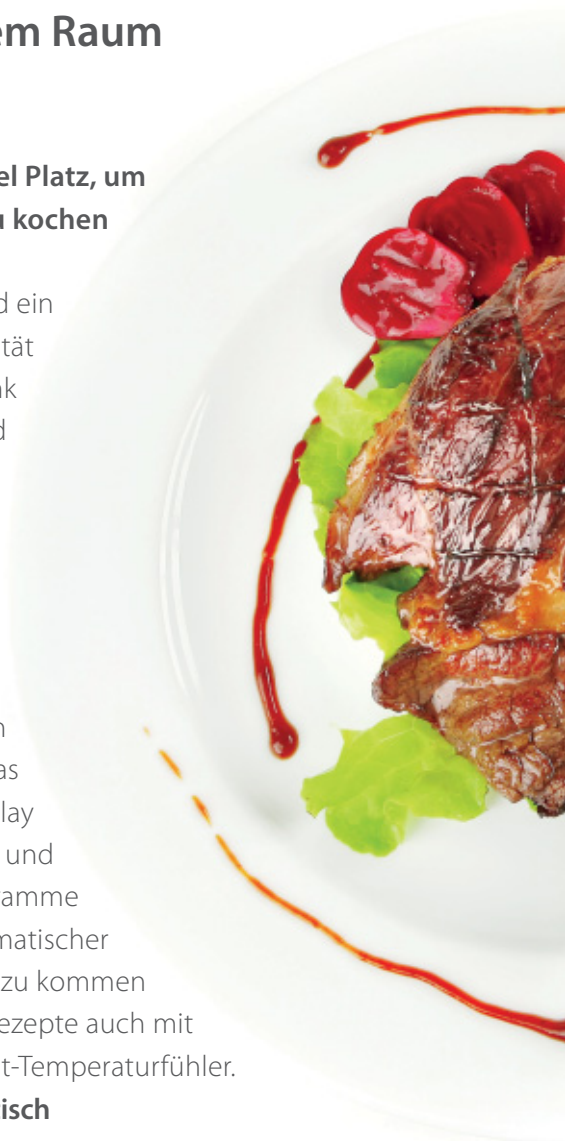 em Raum
el Platz, um
u kochen
d ein
tät
nk
d
n
as
lay
und
amme
matischer
zu kommen
ezepte auch mit
t-Temperaturfühler.
tisch